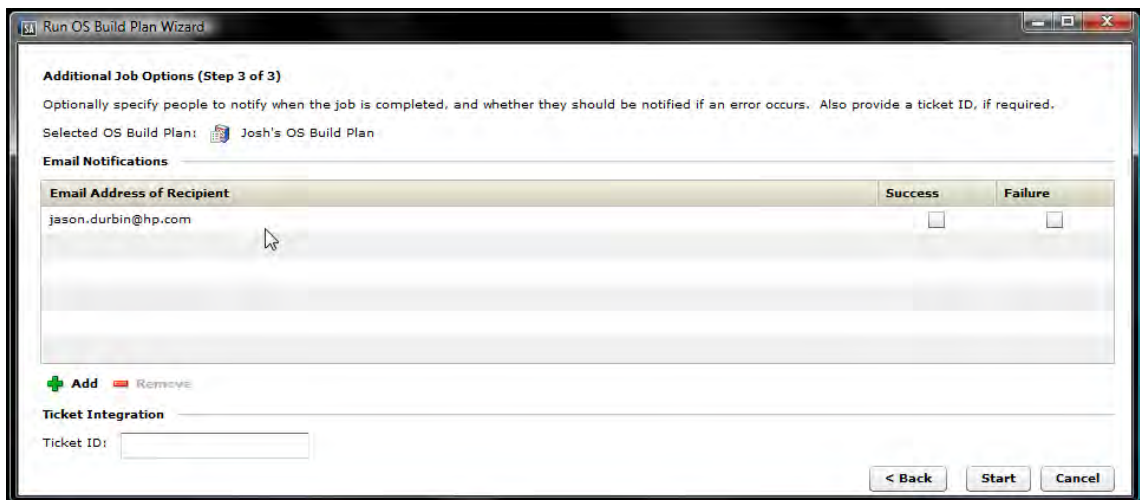 SA Run OS Build Plan Wizard
Additional Job Options (Step 3 of 3)
Optionally specify people to notify when the job is completed, and whether they should be notified if an error occurs. Also provide a ticket ID, if required.
Selected OS Build Plan: Josh's OS Build Plan
Email Notifications
Email Address of Recipient Success Failure
jason.durbin@hp.com
Add Remove
Ticket Integration
Ticket ID:
< Back Start Cancel